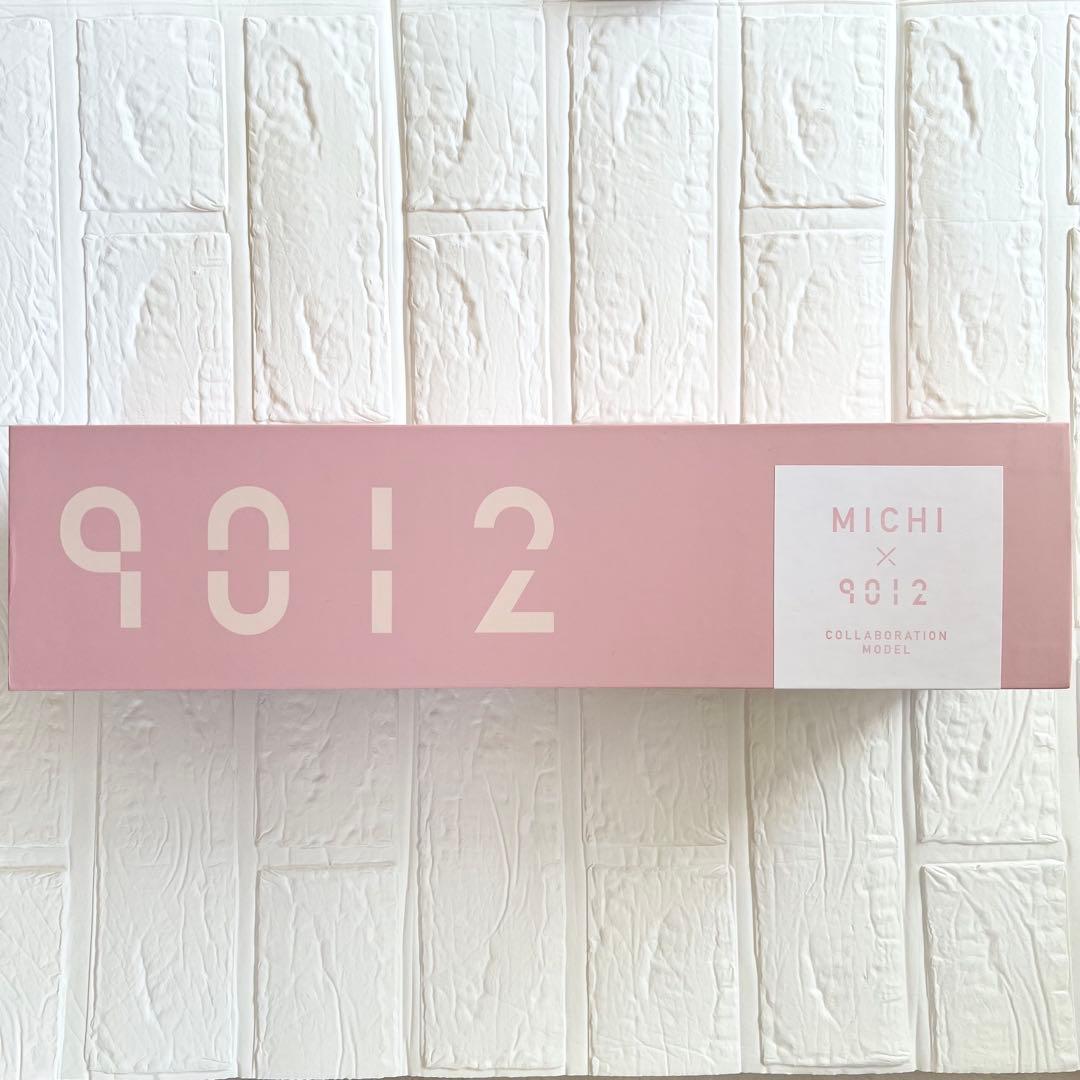 9012
MICHI
×
9012
COLLABORATION
MODEL